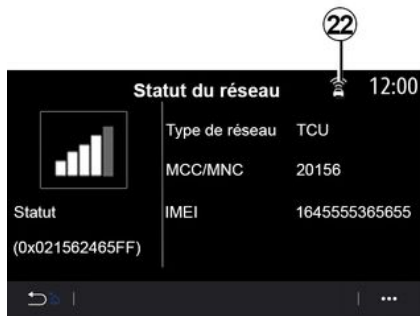 22
Statut du réseau 12:00
Type de réseau TCU
MCC/MNC 20156
Statut IMEI 1645555365655
(0x021562465FF)